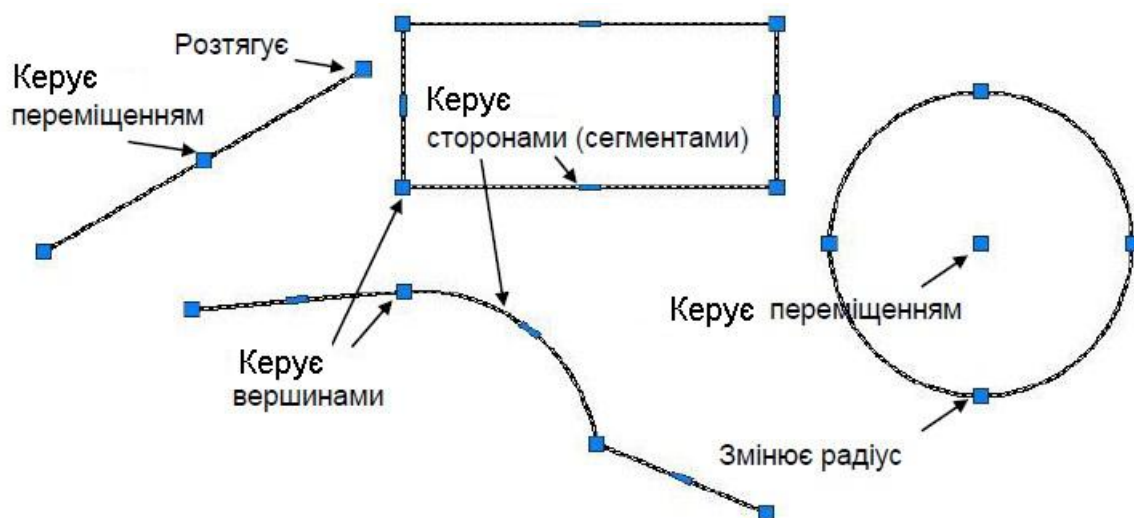 Розтягує
Керує
переміщенням
Керує
сторонами (сегментами)
Керує переміщенням
Керує
вершинами
Змінює радіус